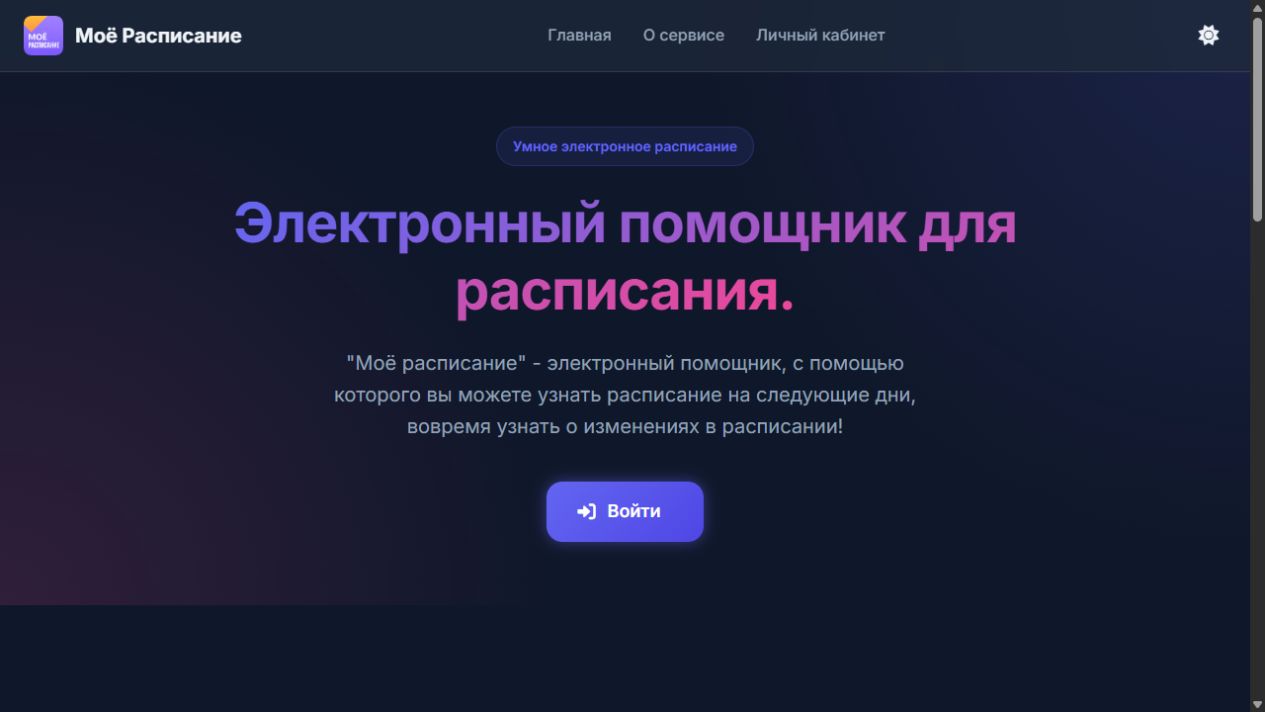 МОЁ
РАСПИСАНИЕ
Моё Расписание
Главная
О сервисе
Личный кабинет
Умное электронное расписание
Электронный помощник для
расписания.
"Моё расписание" - электронный помощник, с помощью
которого вы можете узнать расписание на следующие дни,
вовремя узнать о изменениях в расписании!
Войти